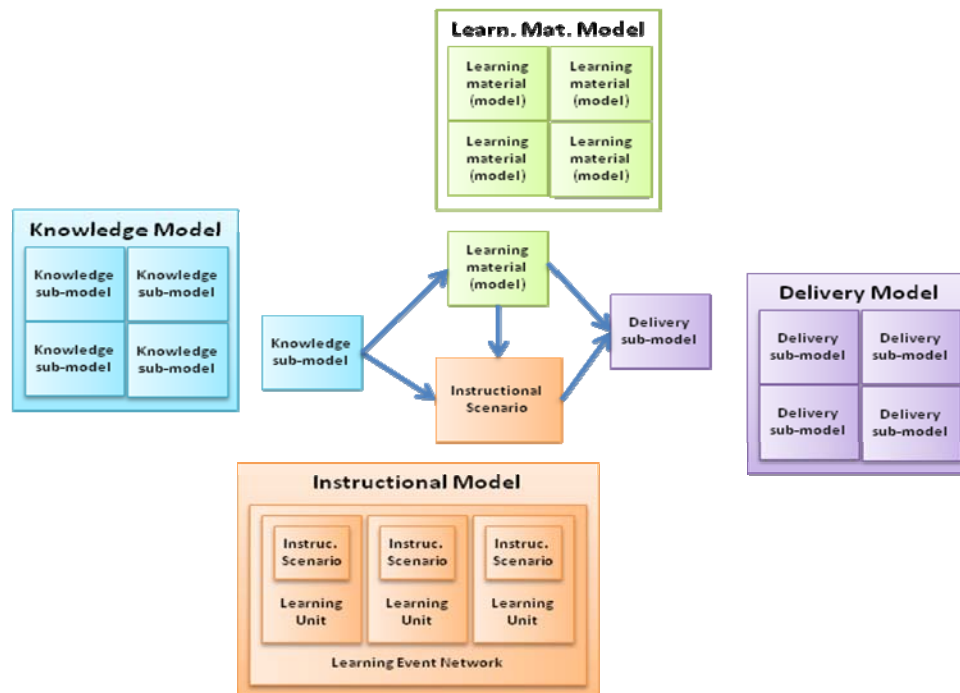 Learn. Mat. Model
Learning
material
(model)
Learning
material
(model)
Learning
material
(model)
Learning
material
(model)
Knowledge Model
Knowledge
sub-model
Knowledge
sub-model
Knowledge
sub-model
Knowledge
sub-model
Learning
material
(model)
Knowledge
sub-model
Instructional
Scenario
Delivery
sub-model
Delivery Model
Delivery
sub-model
Delivery
sub-model
Delivery
sub-model
Delivery
sub-model
Instructional Model
Instruc.
Scenario
Learning
Unit
Instruc.
Scenario
Learning
Unit
Instruc.
Scenario
Learning
Unit
Learning Event Network